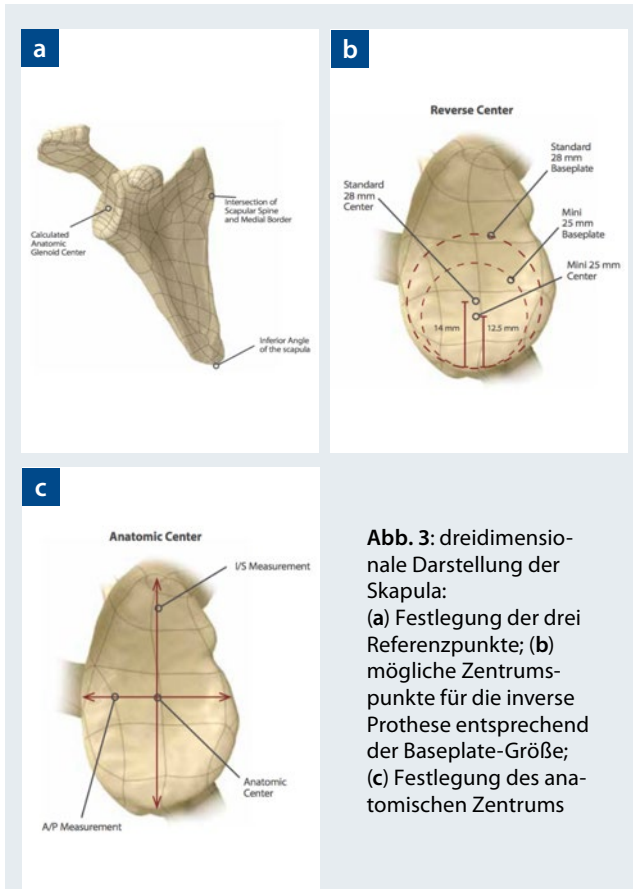 a
Calculated
Anatomic
Glenoid Center
Intersection of
Scapular Spine
and Medial Border
Inferior Angle
of the scapula
b
Reverse Center
Standard
28 mm
Baseplate
Standard
28 mm
Center
Mini
25 mm
Baseplate
Mini 25 mm
Center
14 mm
12.5 mm
c
Anatomic Center
I/S Measurement
Anatomic
Center
A/P Measurement
Abb. 3: dreidimensio-
nale Darstellung der
Skapula:
(a) Festlegung der drei
Referenzpunkte; (b)
mögliche Zentrums-
punkte für die inverse
Prothese entsprechend
der Baseplate-Größe;
(c) Festlegung des ana-
tomischen Zentrums